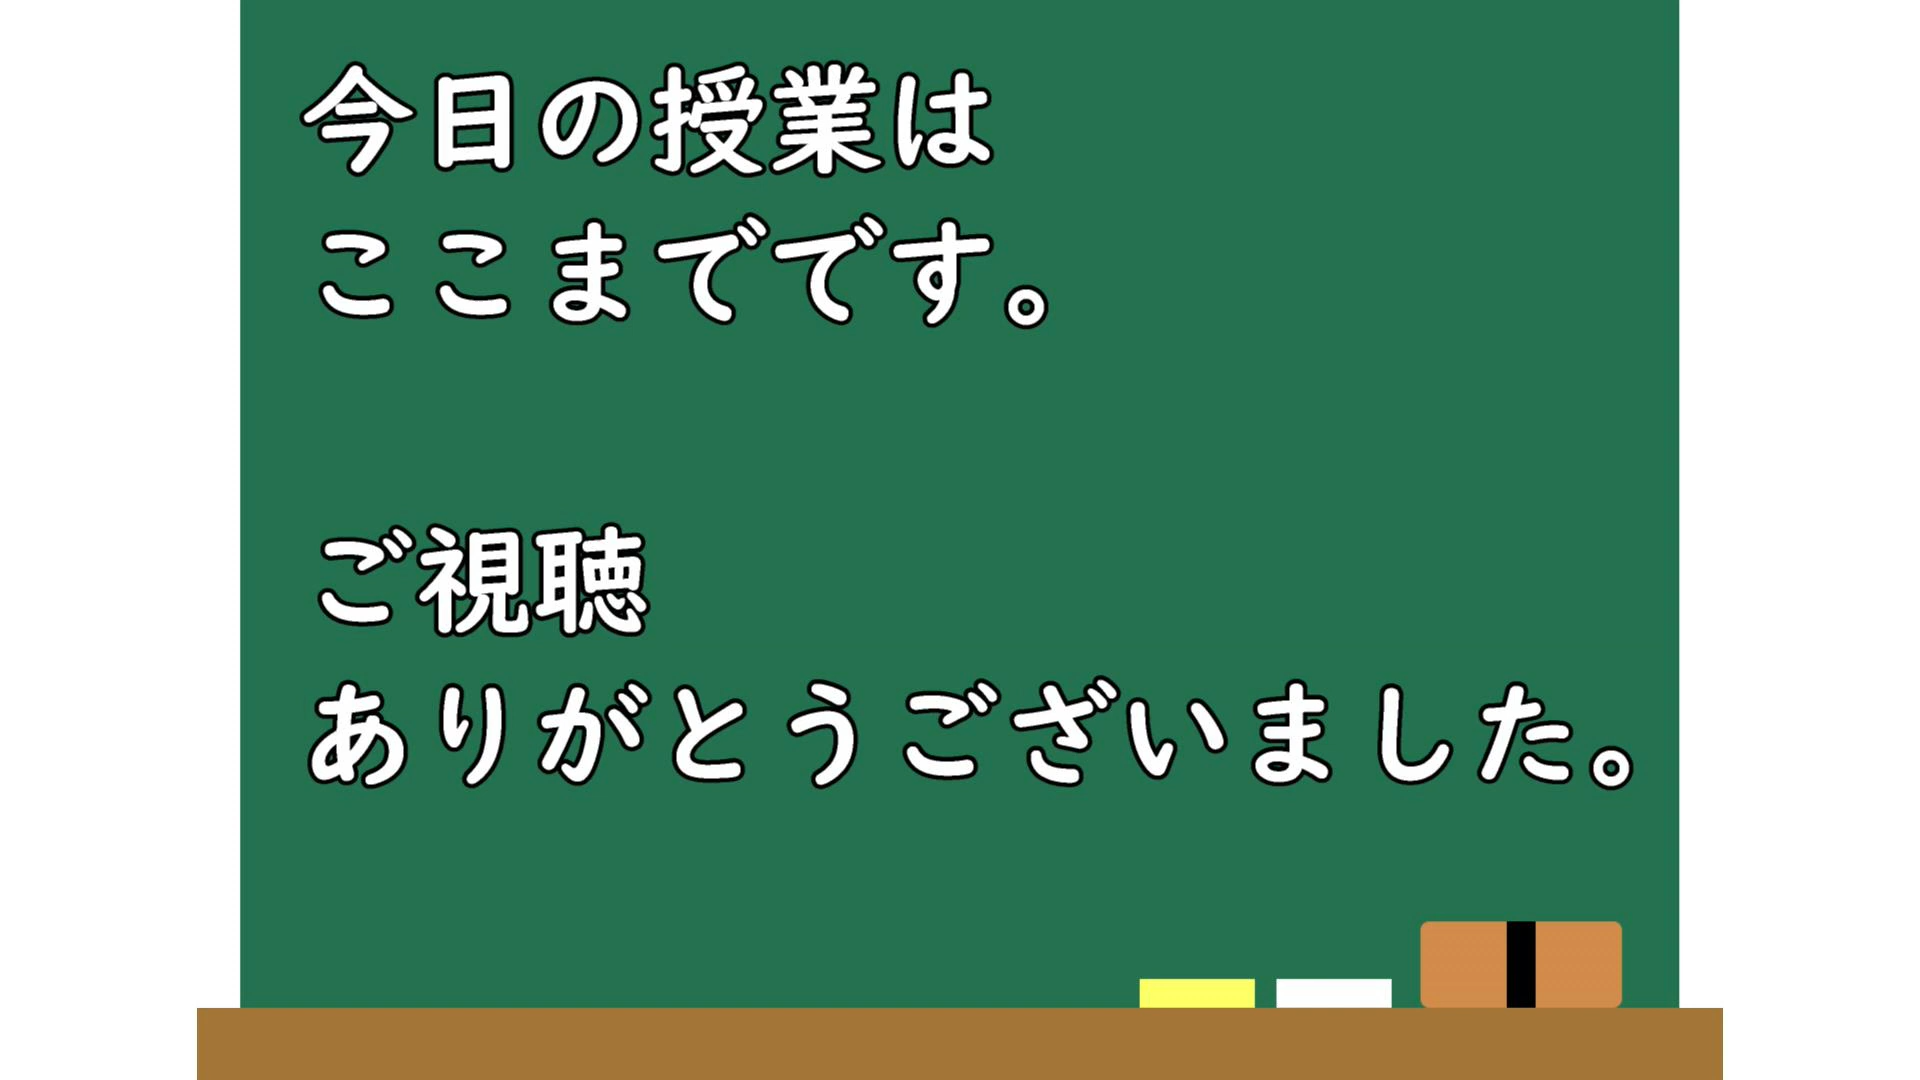 今日の授業は
ここまでです。
ご視聴
ありがとうございました。